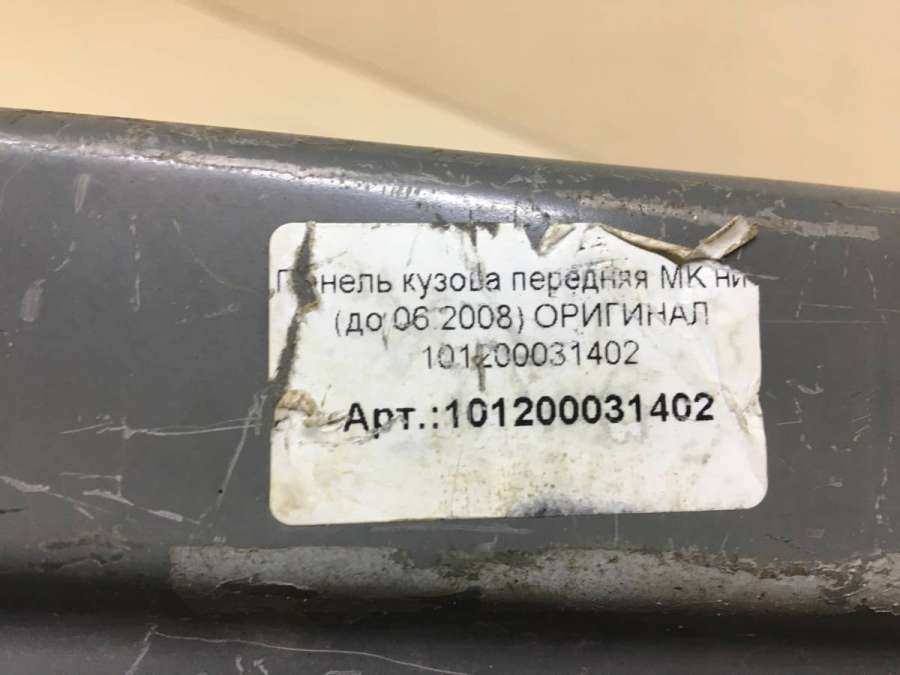 Панель кузова передняя МК
(до 06.2008) ОРИГИНАЛ
101200031402
Арт.:101200031402